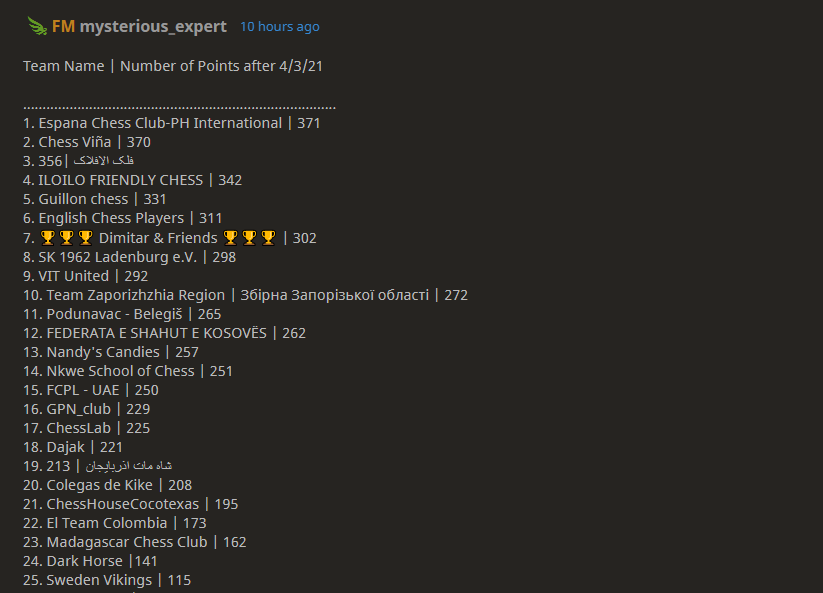 FM mysterious_expert 10 hours ago
Team Name | Number of Points after 4/3/21
....................................................................................
1. Espana Chess Club-PH International | 371
2. Chess Viña | 370
3. فلک الافلاک |356
4. ILOILO FRIENDLY CHESS | 342
5. Guillon chess | 331
6. English Chess Players | 311
7. 🏆🏆🏆 Dimitar & Friends 🏆🏆🏆 | 302
8. SK 1962 Ladenburg e.V. | 298
9. VIT United | 292
10. Team Zaporizhzhia Region | Збірна Запорізької області | 272
11. Podunavac - Belegiš | 265
12. FEDERATA E SHAHUT E KOSOVËS | 262
13. Nandy's Candies | 257
14. Nkwe School of Chess | 251
15. FCPL - UAE | 250
16. GPN_club | 229
17. ChessLab | 225
18. Dajak | 221
19. شاه مات اذربایجان | 213
20. Colegas de Kike | 208
21. ChessHouseCocotexas | 195
22. El Team Colombia | 173
23. Madagascar Chess Club | 162
24. Dark Horse |141
25. Sweden Vikings | 115